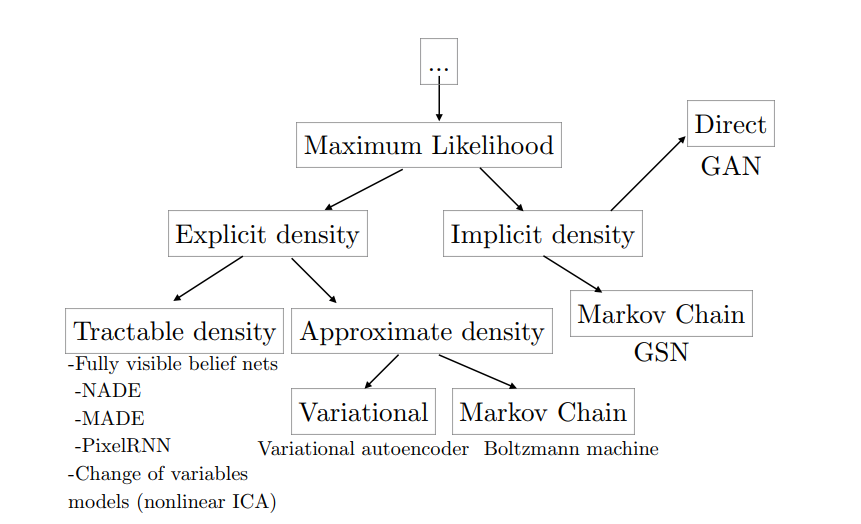 ...
Maximum Likelihood
Direct
GAN
Explicit density
Implicit density
Tractable density
-Fully visible belief nets
-NADE
-MADE
-PixelRNN
-Change of variables
models (nonlinear ICA)
Approximate density
Variational
Variational autoencoder
Markov Chain
Boltzmann machine
Markov Chain
GSN